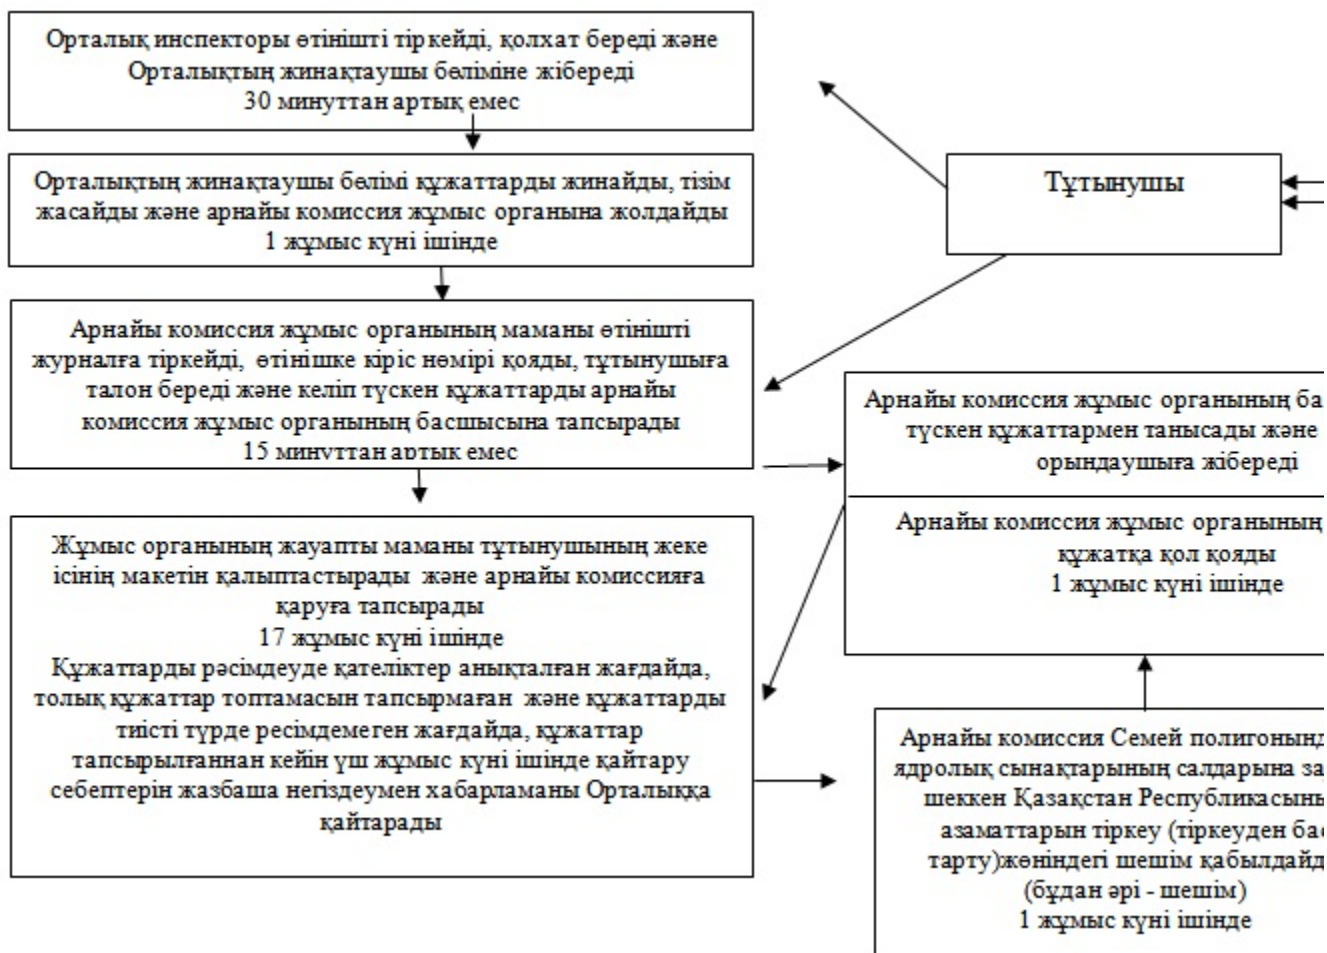 Орталық инспекторы өтінішті тіркейді, қолхат береді және
Орталықтың жинақтаушы бөліміне жібереді
30 минуттан артық емес
Орталықтың жинақтаушы бөлімі құжаттарды жинайды, тізім
жасайды және арнайы комиссия жұмыс органына жолдайды
1 жұмыс күні ішінде
Тұтынушы
Арнайы комиссия жұмыс органының маманы өтінішті
журналға тіркейді, өтінішке кіріс нөмірі қояды, тұтынушыға
талон береді және келіп түскен құжаттарды арнайы
комиссия жұмыс органының басшысына тапсырады
15 минуттан артық емес
Арнайы комиссия жұмыс органының ба
түскен құжаттармен танысады және
орындаушыға жібереді
Арнайы комиссия жұмыс органының
құжатқа қол қояды
1 жұмыс күні ішінде
Жұмыс органының жауапты маманы тұтынушының жеке
ісінің макетін қалыптастырады және арнайы комиссияға
қаруға тапсырады
17 жұмыс күні ішінде
Құжаттарды рәсімдеуде қателіктер анықталған жағдайда,
толық құжаттар топтамасын тапсырмаған және құжаттарды
тиісті түрде ресімдемеген жағдайда, құжаттар
тапсырылғаннан кейін үш жұмыс күні ішінде қайтару
себептерін жазбаша негіздеумен хабарламаны Орталыққа
қайтарады
Арнайы комиссия Семей полигонынд
ядролық сынақтарының салдарына за
шеккен Қазақстан Республикасыны
азаматтарын тіркеу (тіркеуден бас
тарту)жөніндегі шешім қабылдайд
(бұдан әрі - шешім)
1 жұмыс күні ішінде